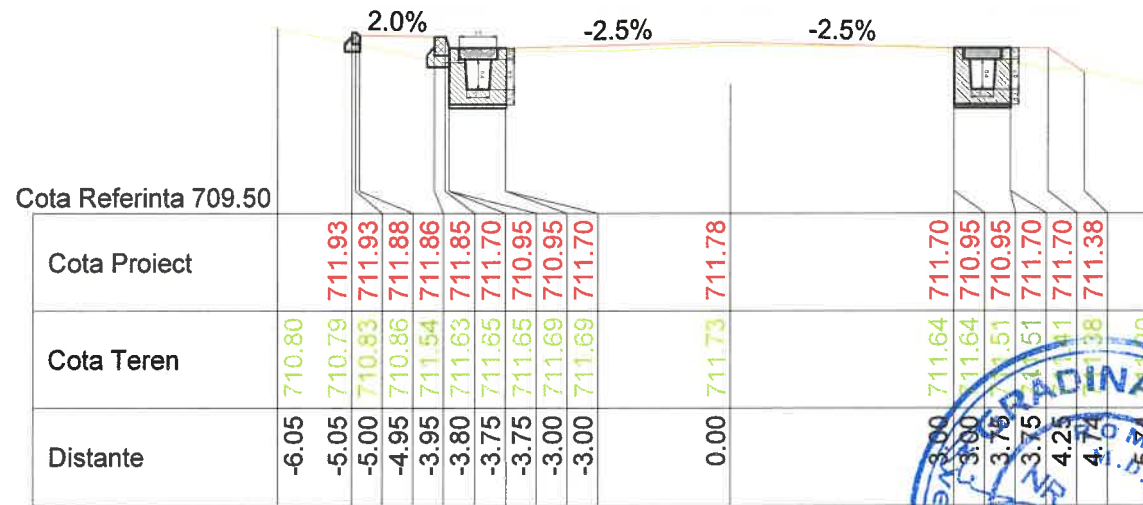 2.0% -2.5% -2.5%
Cota Referinta 709.50
Cota Proiect 711.93 711.93 711.88 711.86 711.85 711.70 710.95 710.95 711.70 711.78 711.70 710.95 710.95 711.70 711.70 711.38
Cota Teren 710.80 710.79 710.83 710.86 711.54 711.63 711.65 711.65 711.69 711.69 711.73 711.64 711.64
Distante -6.05 -5.05 -5.00 -4.95 -3.95 -3.80 -3.75 -3.75 -3.00 -3.00 0.00 3.00 3.00 3.75 3.75 4.25 4.74
GRADINA
NR